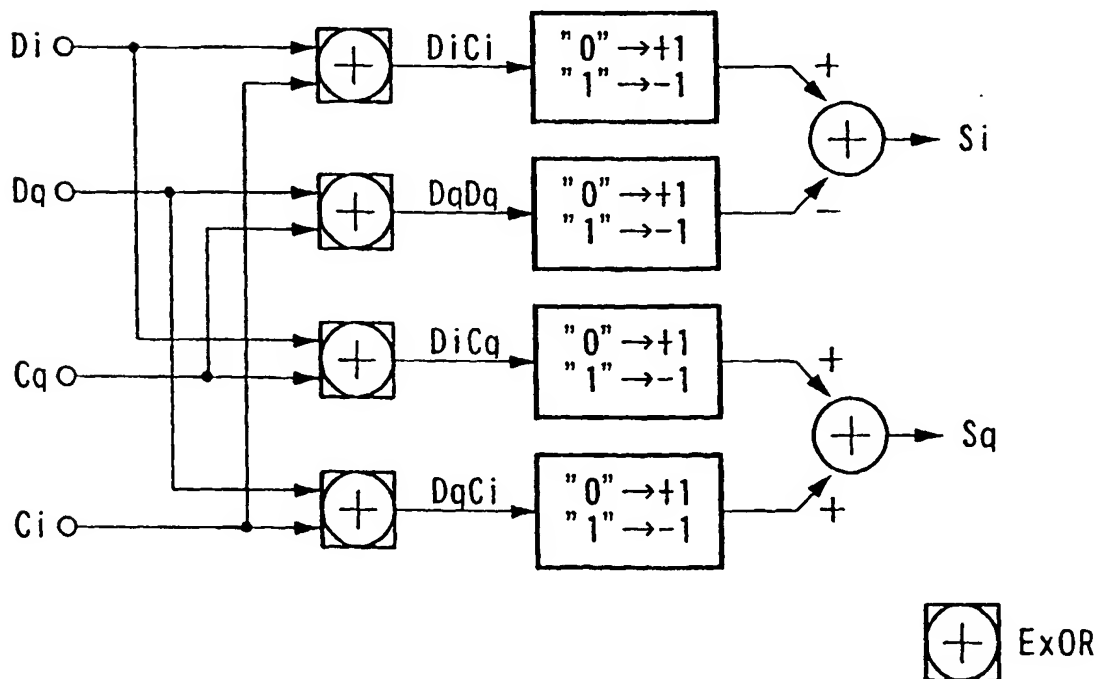 Di
DiCi
"0"→+1
"1"→-1
+
Si
Dq
DqDq
"0"→+1
"1"→-1
-
Cq
DiCq
"0"→+1
"1"→-1
+
Sq
Ci
DqCi
"0"→+1
"1"→-1
+
ExOR